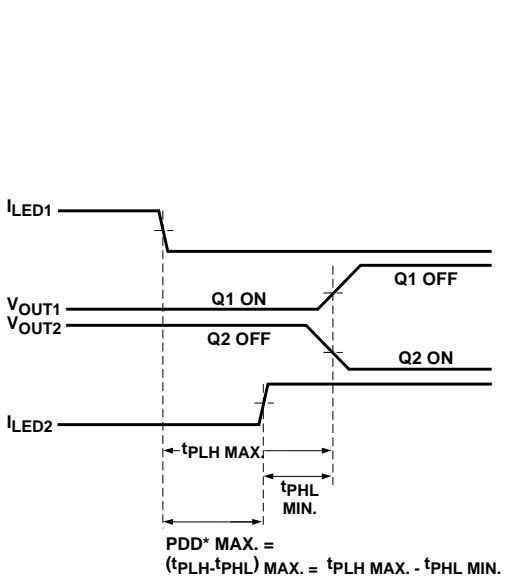 ILED1
Q1 OFF
VOUT1
Q1 ON
VOUT2
Q2 OFF
Q2 ON
ILED2
tPLH MAX.
tPHL
MIN.
PDD* MAX. =
(tPLH-tPHL) MAX. = tPLH MAX. - tPHL MIN.